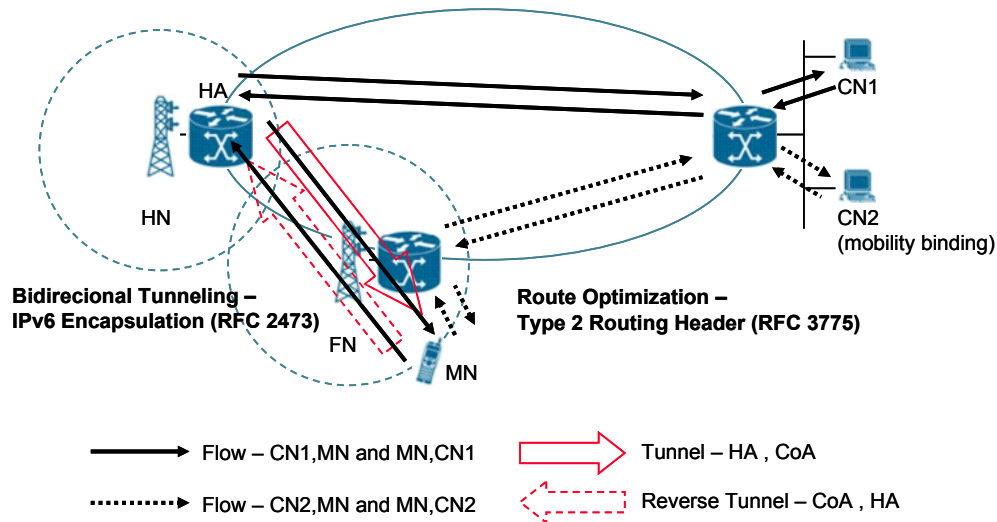 HA
CN1
HN
CN2
(mobility binding)
Bidirecional Tunneling –
IPv6 Encapsulation (RFC 2473)
Route Optimization –
Type 2 Routing Header (RFC 3775)
FN
MN
Flow – CN1,MN and MN,CN1
Tunnel – HA , CoA
Flow – CN2,MN and MN,CN2
Reverse Tunnel – CoA , HA